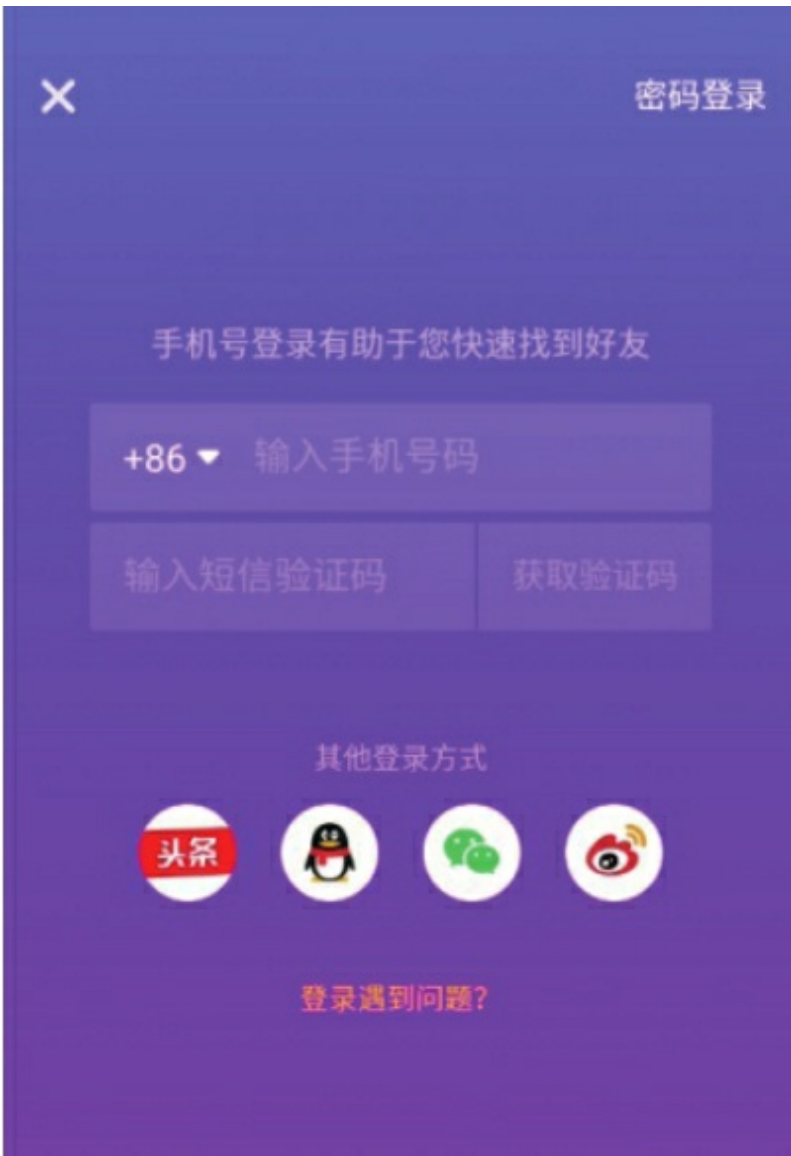 密码登录
手机号登录有助于您快速找到好友
+86 输入手机号码
输入短信验证码 获取验证码
其他登录方式
头条
登录遇到问题?